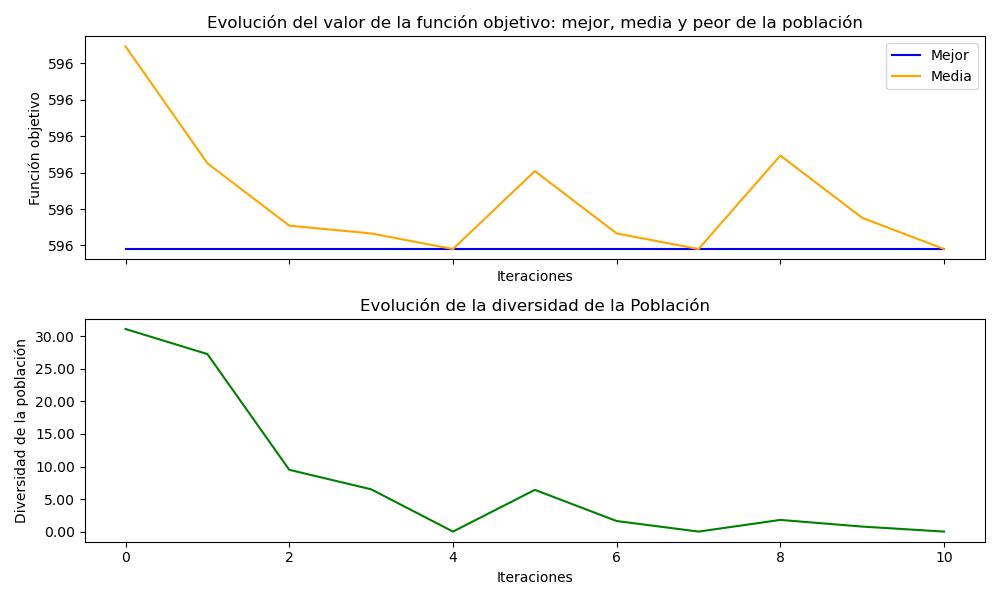 Evolución del valor de la función objetivo: mejor, media y peor de la población
Función objetivo
596
596
596
596
596
596
Mejor
Media
Iteraciones
Evolución de la diversidad de la Población
Diversidad de la población
30.00
25.00
20.00
15.00
10.00
5.00
0.00
0 2 4 6 8 10
Iteraciones